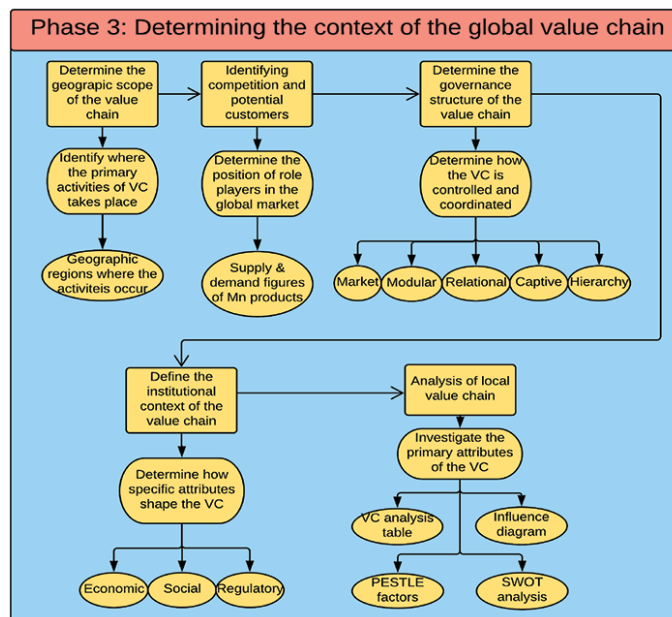 Phase 3: Determining the context of the global value chain
Determine the
geograpic scope
of the value
chain
Identifying
competition and
potential
customers
Determine the
governance
structure of the
value chain
Identify where
the primary
activities of VC
takes place
Determine the
position of role
players in the
global market
Determine how
the VC is
controlled and
coordinated
Geographic
regions where the
activiteis occur
Supply &
demand figures
of Mn products
Market
Modular
Relational
Captive
Hierarchy
Define the
institutional
context of the
value chain
Analysis of local
value chain
Determine how
specific attributes
shape the VC
Investigate the
primary attributes
of the VC
VC analysis
table
Influence
diagram
Economic
Social
Regulatory
PESTLE
factors
SWOT
analysis